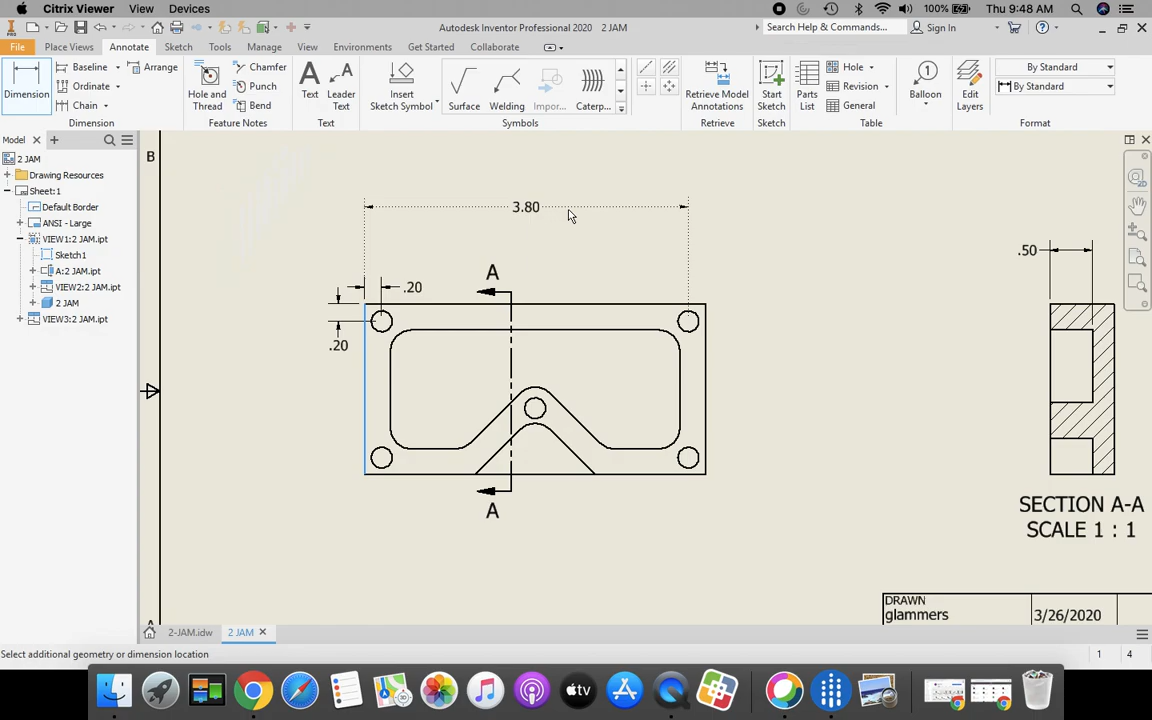 Citrix Viewer View Devices 100% Thu 9:48 AM
Autodesk Inventor Professional 2020 2 JAM Search Help & Commands... Sign In
File Place Views Annotate Sketch Tools Manage View Environments Get Started Collaborate
Dimension
Baseline
Ordinate
Chain
Arrange
Dimension
Hole and
Thread
Chamfer
Punch
Bend
Feature Notes
Text
Leader
Text
Text
Insert
Sketch Symbol
Surface
Welding
Impor...
Caterp...
Symbols
Retrieve Model
Annotations
Retrieve
Start
Sketch
Sketch
Parts
List
Hole
Revision
General
Table
Balloon
1
Edit
Layers
By Standard
By Standard
Format
Model
2 JAM
Drawing Resources
Sheet:1
Default Border
ANSI - Large
VIEW1:2 JAM.ipt
Sketch1
A:2 JAM.ipt
VIEW2:2 JAM.ipt
2 JAM
VIEW3:2 JAM.ipt
B
3.80
A
.20
.20
A
.50
SECTION A-A
SCALE 1 : 1
DRAWN
glammers
3/26/2020
2-JAM.idw 2 JAM
Select additional geometry or dimension location 1 4
tv